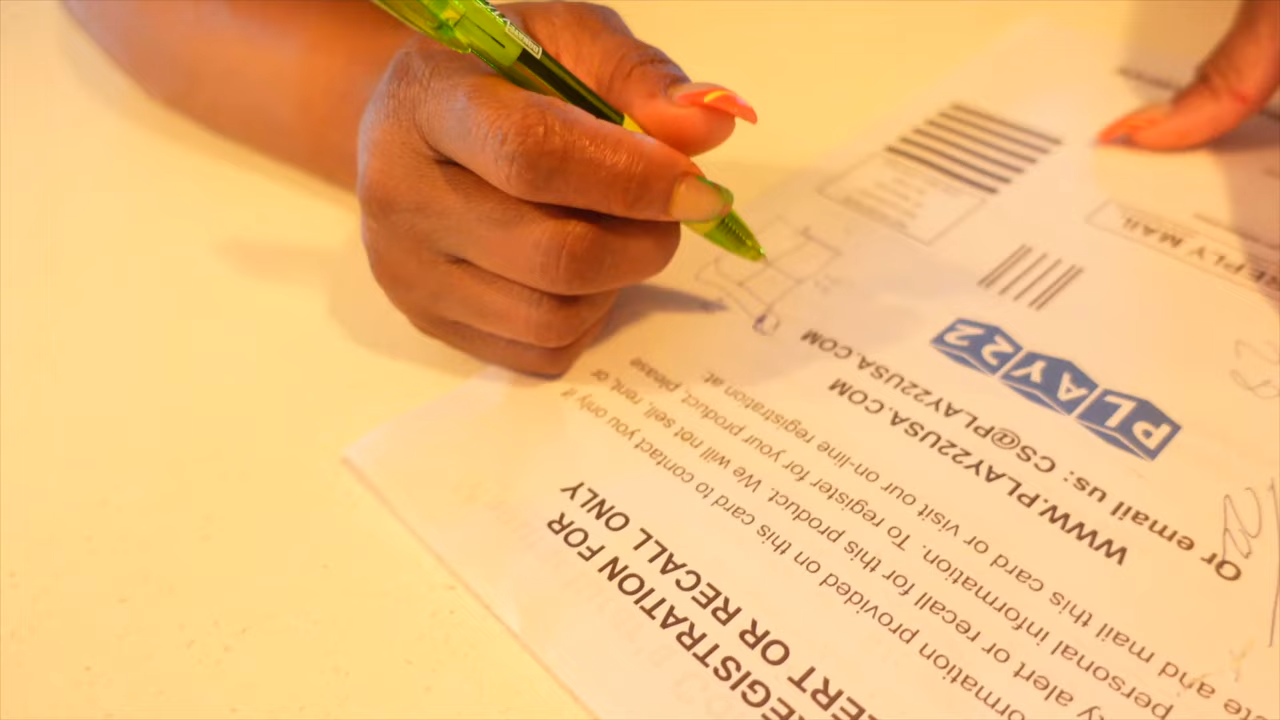 REGISTRATION FOR
ALERT OR RECALL ONLY
ormation provided on this card to contact you only if
y alert or recall for this product. We will not sell, rent, or
personal information. To register for your product, please
te and mail this card or visit our on-line registration at:
WWW.PLAY22USA.COM
Or email us: CS@PLAY22USA.COM
PLAY22
REPLY MAIL